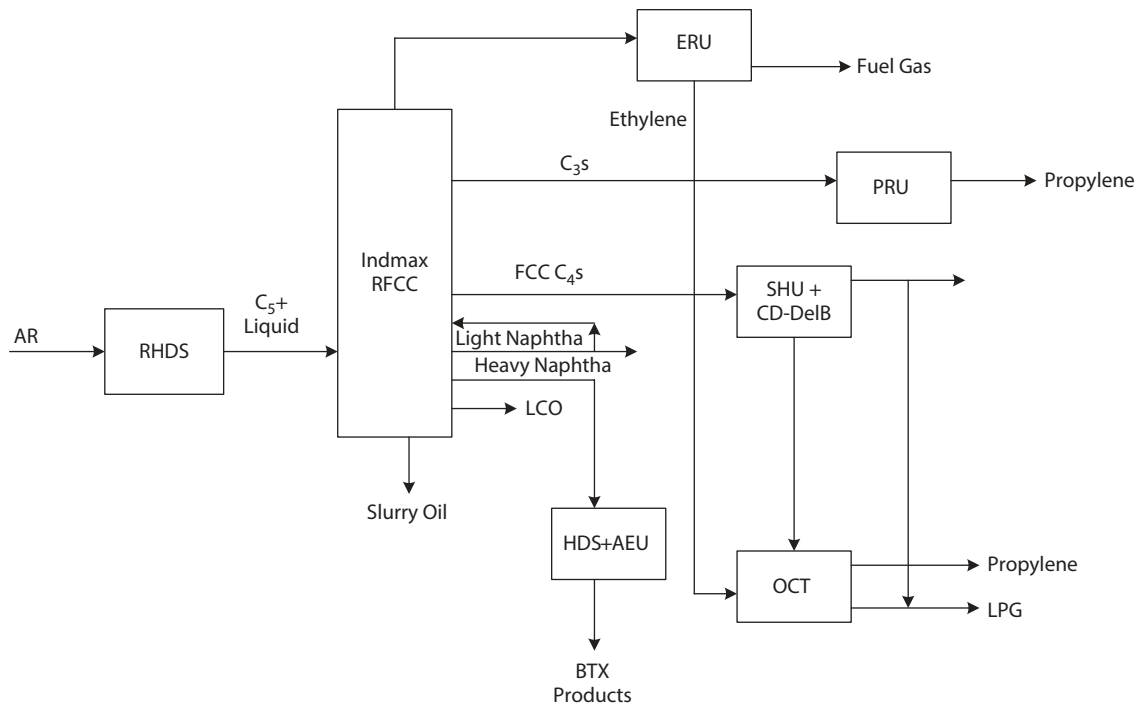 ERU
Fuel Gas
Ethylene
C₃s
PRU
Propylene
Indmax
RFCC
FCC C₄s
SHU +
CD-DelB
C₅+
Liquid
AR
RHDS
Light Naphtha
Heavy Naphtha
LCO
Slurry Oil
HDS+AEU
OCT
Propylene
LPG
BTX
Products